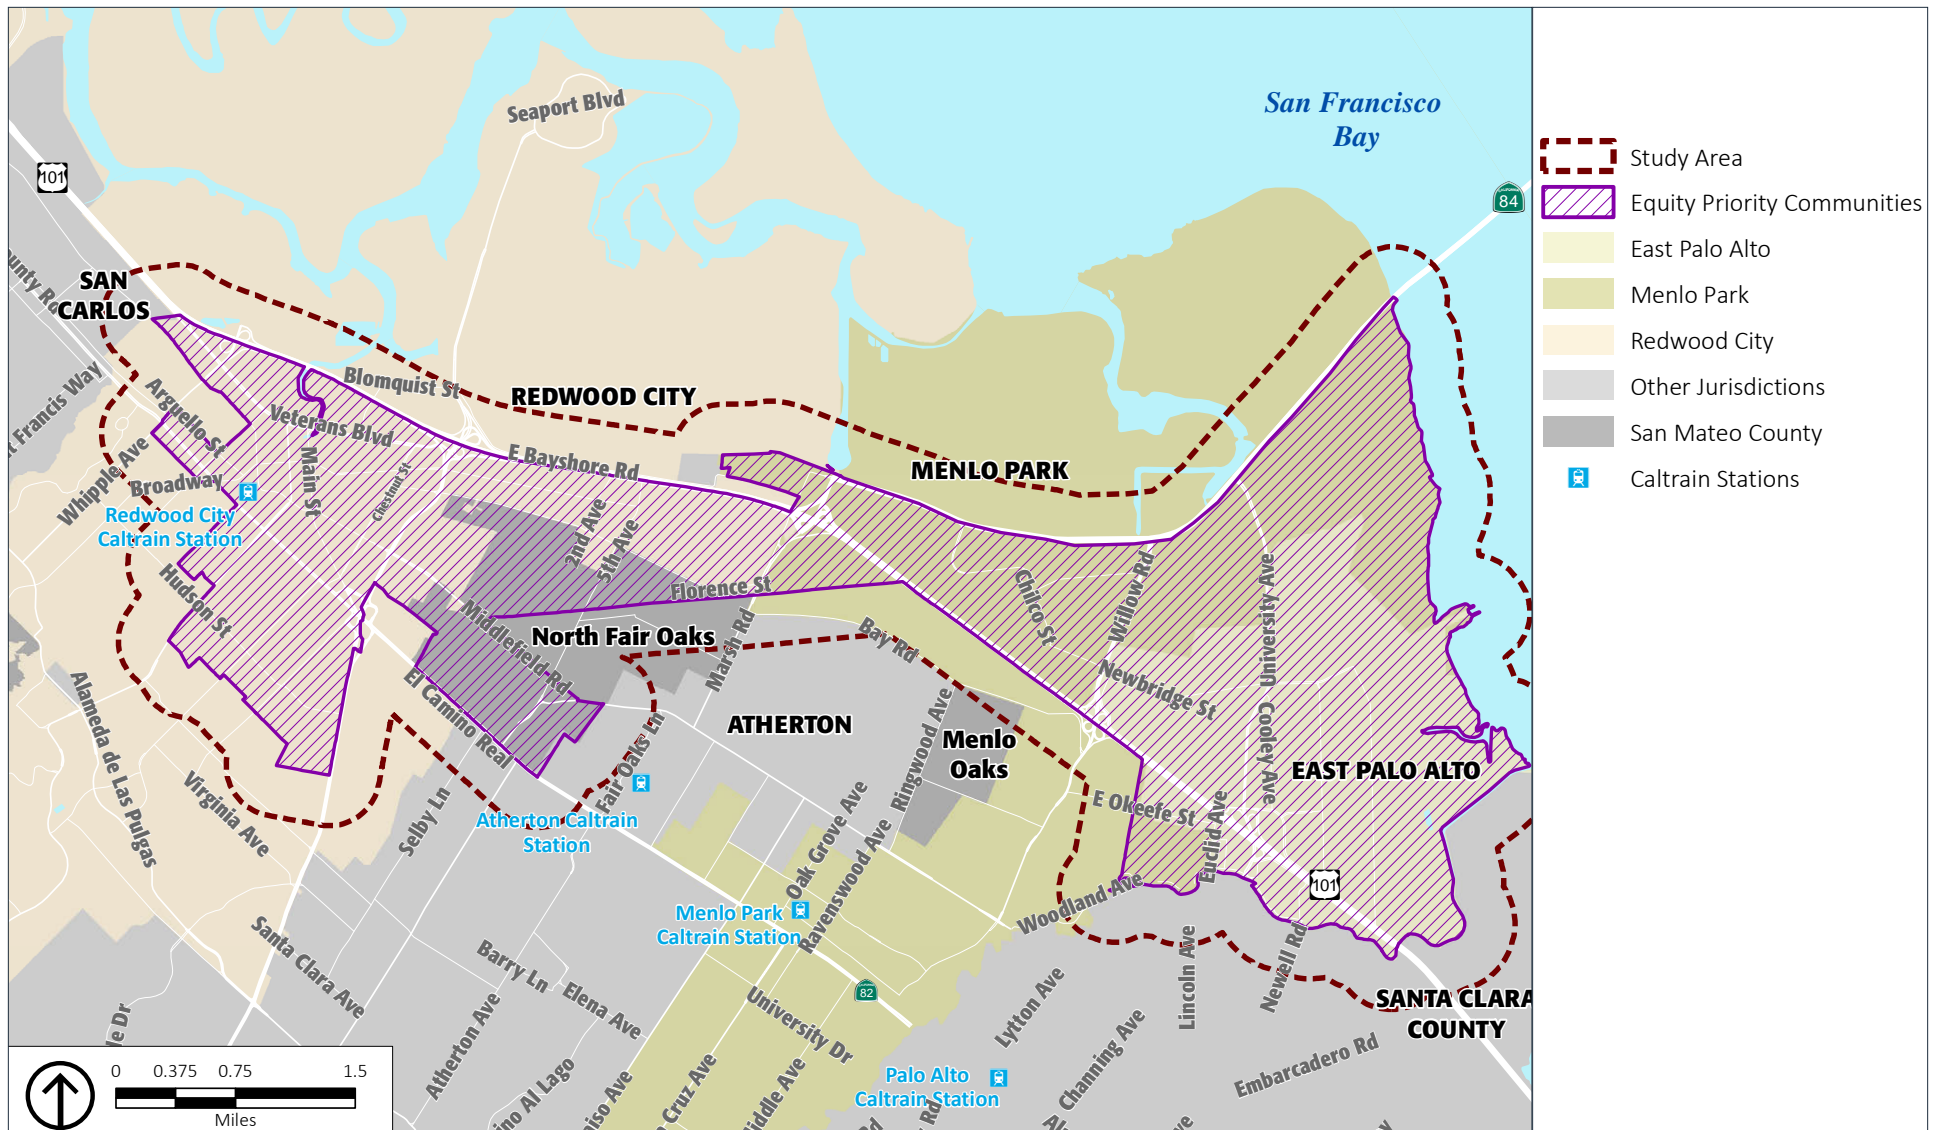 San Francisco
Bay
Seaport Blvd
101
84
SAN
CARLOS
Blomquist St
REDWOOD CITY
Arguello St
Veterans Blvd
Main St
Chestnut St
E Bayshore Rd
MENLO PARK
Whipple Ave
Broadway
Redwood City
Caltrain Station
2nd Ave
5th Ave
Florence St
Hudson St
Middlefield Rd
North Fair Oaks
Marsh Rd
Bay Rd
Chilco St
Willow Rd
University Ave
Newbridge St
Cooley Ave
El Camino Real
ATHERTON
Ringwood Ave
Menlo
Oaks
EAST PALO ALTO
Alameda de Las Pulgas
Virginia Ave
Selby Ln
Fair Oaks Ln
Atherton Caltrain
Station
Oak Grove Ave
Ravenswood Ave
E Okeefe St
Euclid Ave
101
Menlo Park
Caltrain Station
Woodland Ave
Santa Clara Ave
Barry Ln
Elena Ave
Atherton Ave
82
University Dr
Lytton Ave
Lincoln Ave
Newell Rd
SANTA CLARA
COUNTY
Channing Ave
Embarcadero Rd
Palo Alto
Caltrain Station
Cruz Ave
0 0.375 0.75 1.5
Miles
Study Area
Equity Priority Communities
East Palo Alto
Menlo Park
Redwood City
Other Jurisdictions
San Mateo County
Caltrain Stations